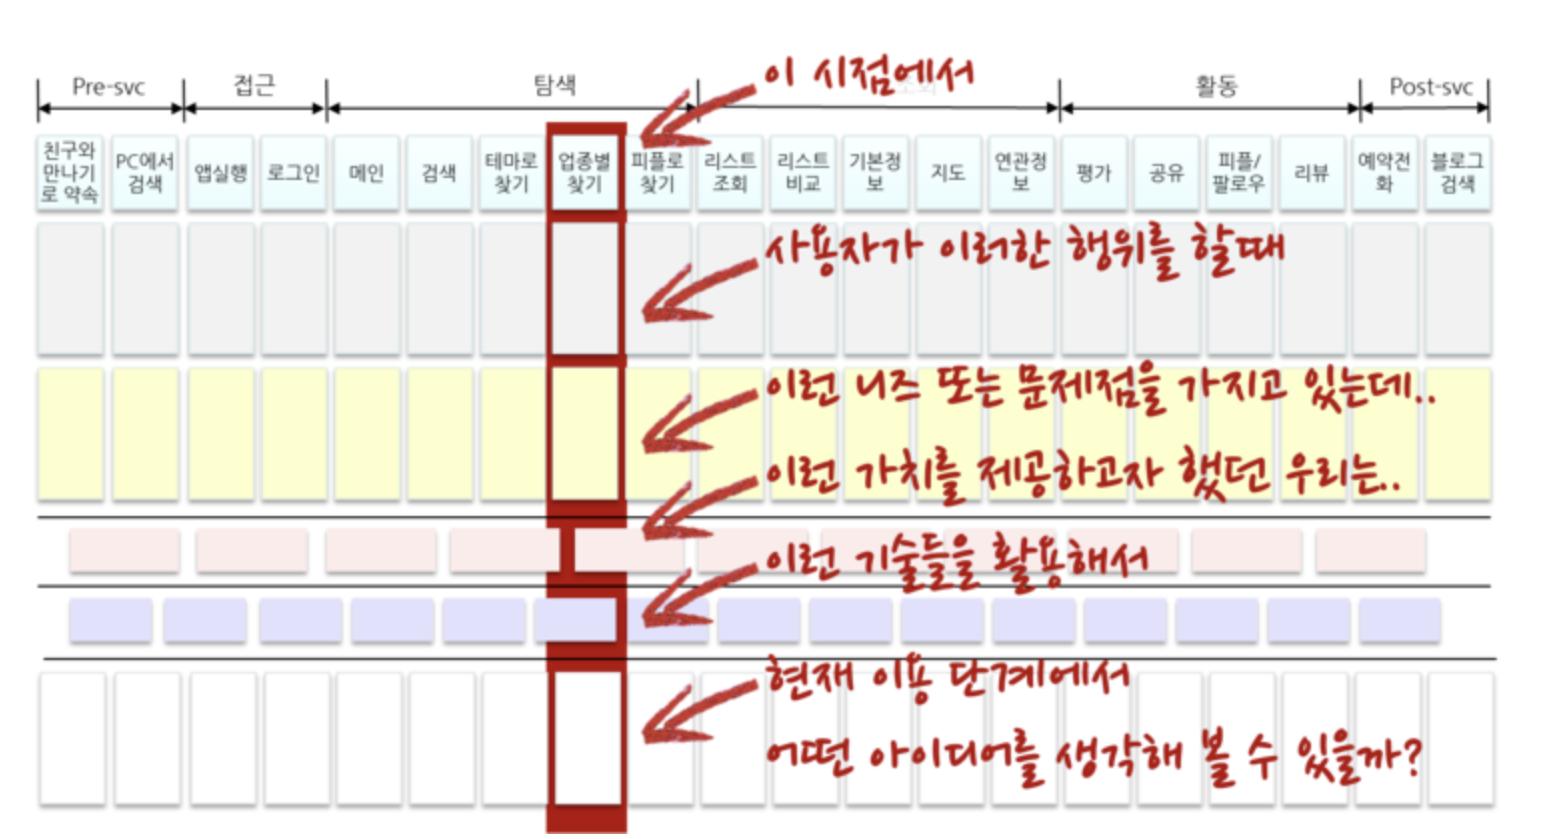 이 시점에서
Pre-svc
접근
탐색
활동
Post-svc
친구와
만나기
로 약속
PC에서
검색
앱실행
로그인
메인
검색
테마로
찾기
업종별
찾기
피플로
찾기
리스트
조회
리스트
비교
기본정
보
지도
연관정
보
평가
공유
피플/
팔로우
리뷰
예약전
화
블로그
검색
사용자가 이러한 행위를 할때
이런 니즈 또는 문제점을 가지고 있는데..
이런 가치를 제공하고자 했던 우리는..
이런 기술들을 활용해서
현재 이용 단계에서
어떤 아이디어를 생각해 볼 수 있을까?